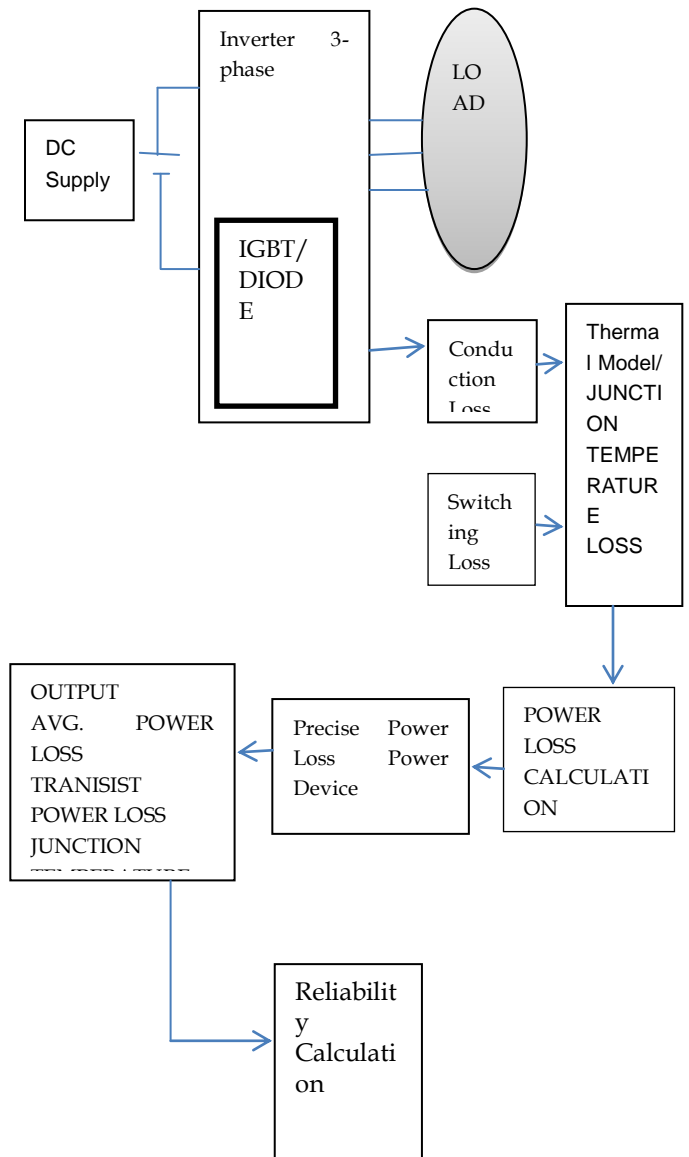 Inverter 3-
phase
LO
AD
DC
Supply
IGBT/
DIOD
E
Condu
ction
Loss
Therma
l Model/
JUNCTI
ON
TEMPE
RATUR
E
LOSS
Switch
ing
Loss
OUTPUT
AVG. POWER
LOSS
TRANISIST
POWER LOSS
JUNCTION
TEMPERATURE
Precise Power
Loss Power
Device
POWER
LOSS
CALCULATI
ON
Reliabilit
y
Calculati
on